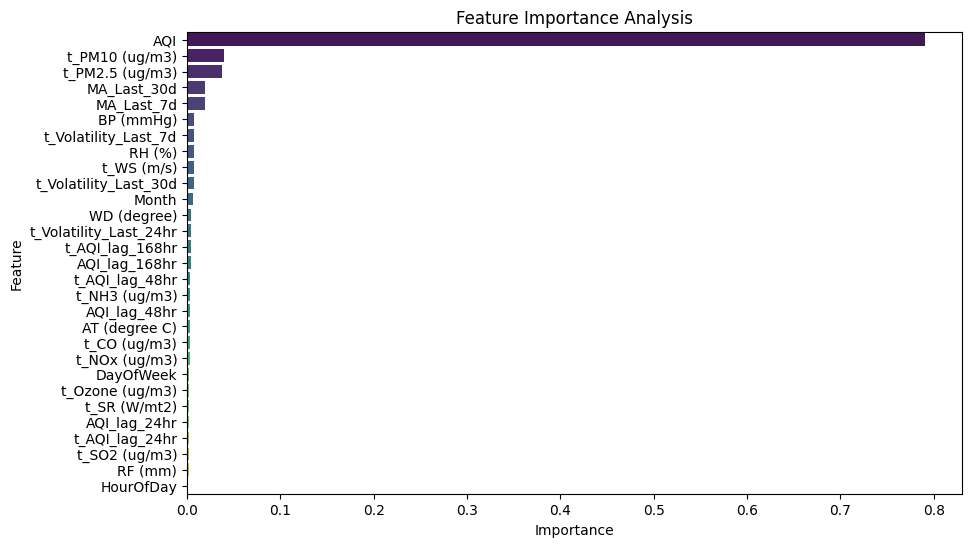 Feature Importance Analysis
AQI
t_PM10 (ug/m3)
t_PM2.5 (ug/m3)
MA_Last_30d
MA_Last_7d
BP (mmHg)
t_Volatility_Last_7d
RH (%)
t_WS (m/s)
t_Volatility_Last_30d
Month
WD (degree)
t_Volatility_Last_24hr
t_AQI_lag_168hr
AQI_lag_168hr
t_AQI_lag_48hr
t_NH3 (ug/m3)
AQI_lag_48hr
AT (degree C)
t_CO (ug/m3)
t_NOx (ug/m3)
DayOfWeek
t_Ozone (ug/m3)
t_SR (W/mt2)
AQI_lag_24hr
t_AQI_lag_24hr
t_SO2 (ug/m3)
RF (mm)
HourOfDay
Feature
0.0 0.1 0.2 0.3 0.4 0.5 0.6 0.7 0.8
Importance